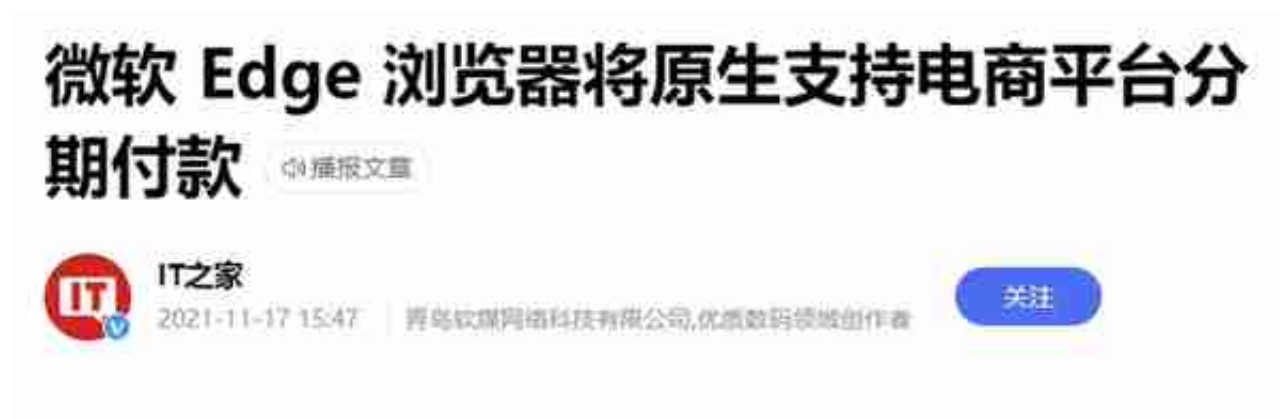 微软 Edge 浏览器将原生支持电商平台分
期付款 播报文章
IT
IT之家
2021-11-17 15:47 青岛软媒网络科技有限公司,优质数码领域创作者
关注